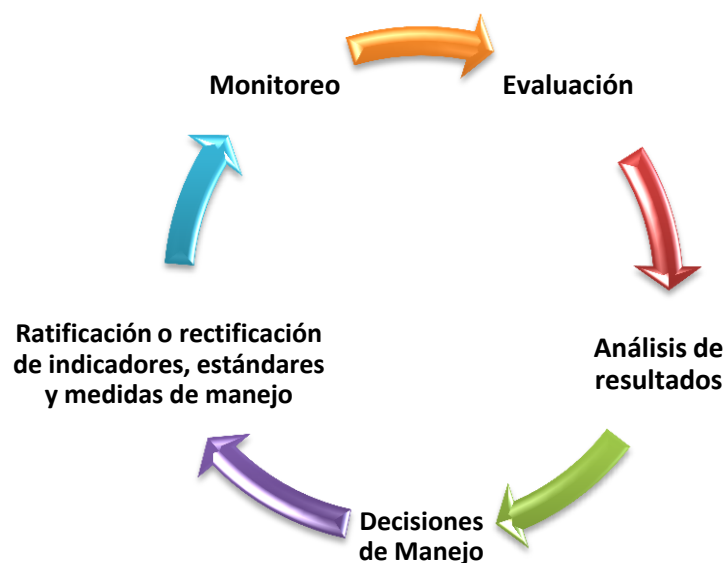 Monitoreo
Evaluación
Análisis de
resultados
Decisiones
de Manejo
Ratificación o rectificación
de indicadores, estándares
y medidas de manejo